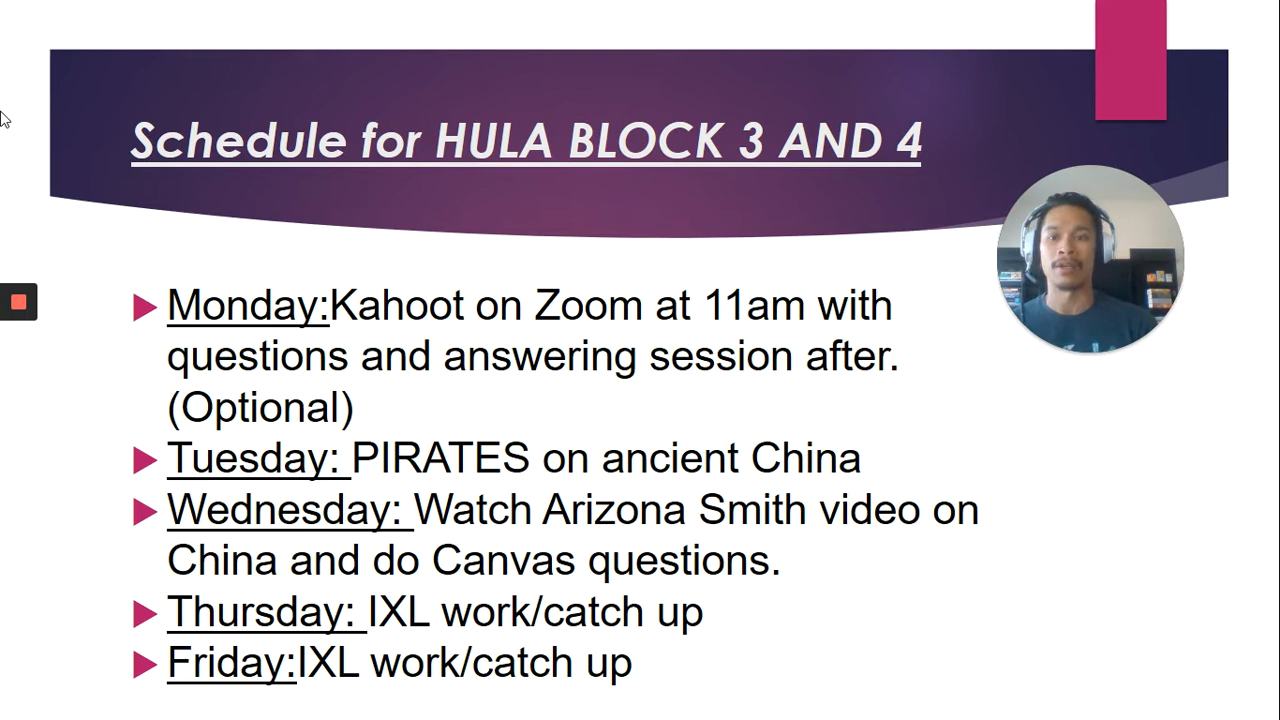 Schedule for HULA BLOCK 3 AND 4
Monday:Kahoot on Zoom at 11am with
questions and answering session after.
(Optional)
Tuesday: PIRATES on ancient China
Wednesday: Watch Arizona Smith video on
China and do Canvas questions.
Thursday: IXL work/catch up
Friday:IXL work/catch up